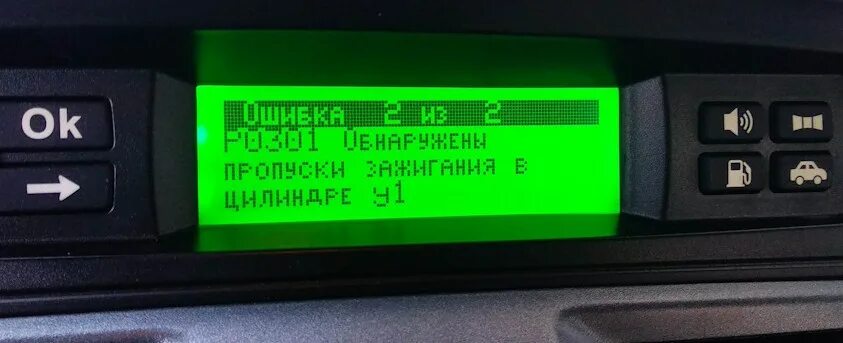 Ok
Ошибка 2 из 2
P0301 Обнаружены
пропуски зажигания в
цилиндре у1